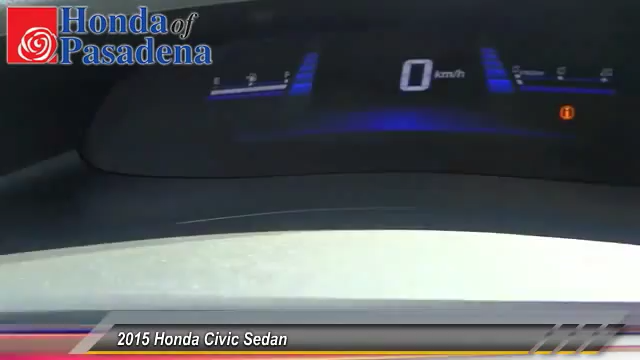 Honda of
Pasadena
E F
0 km/h
2015 Honda Civic Sedan